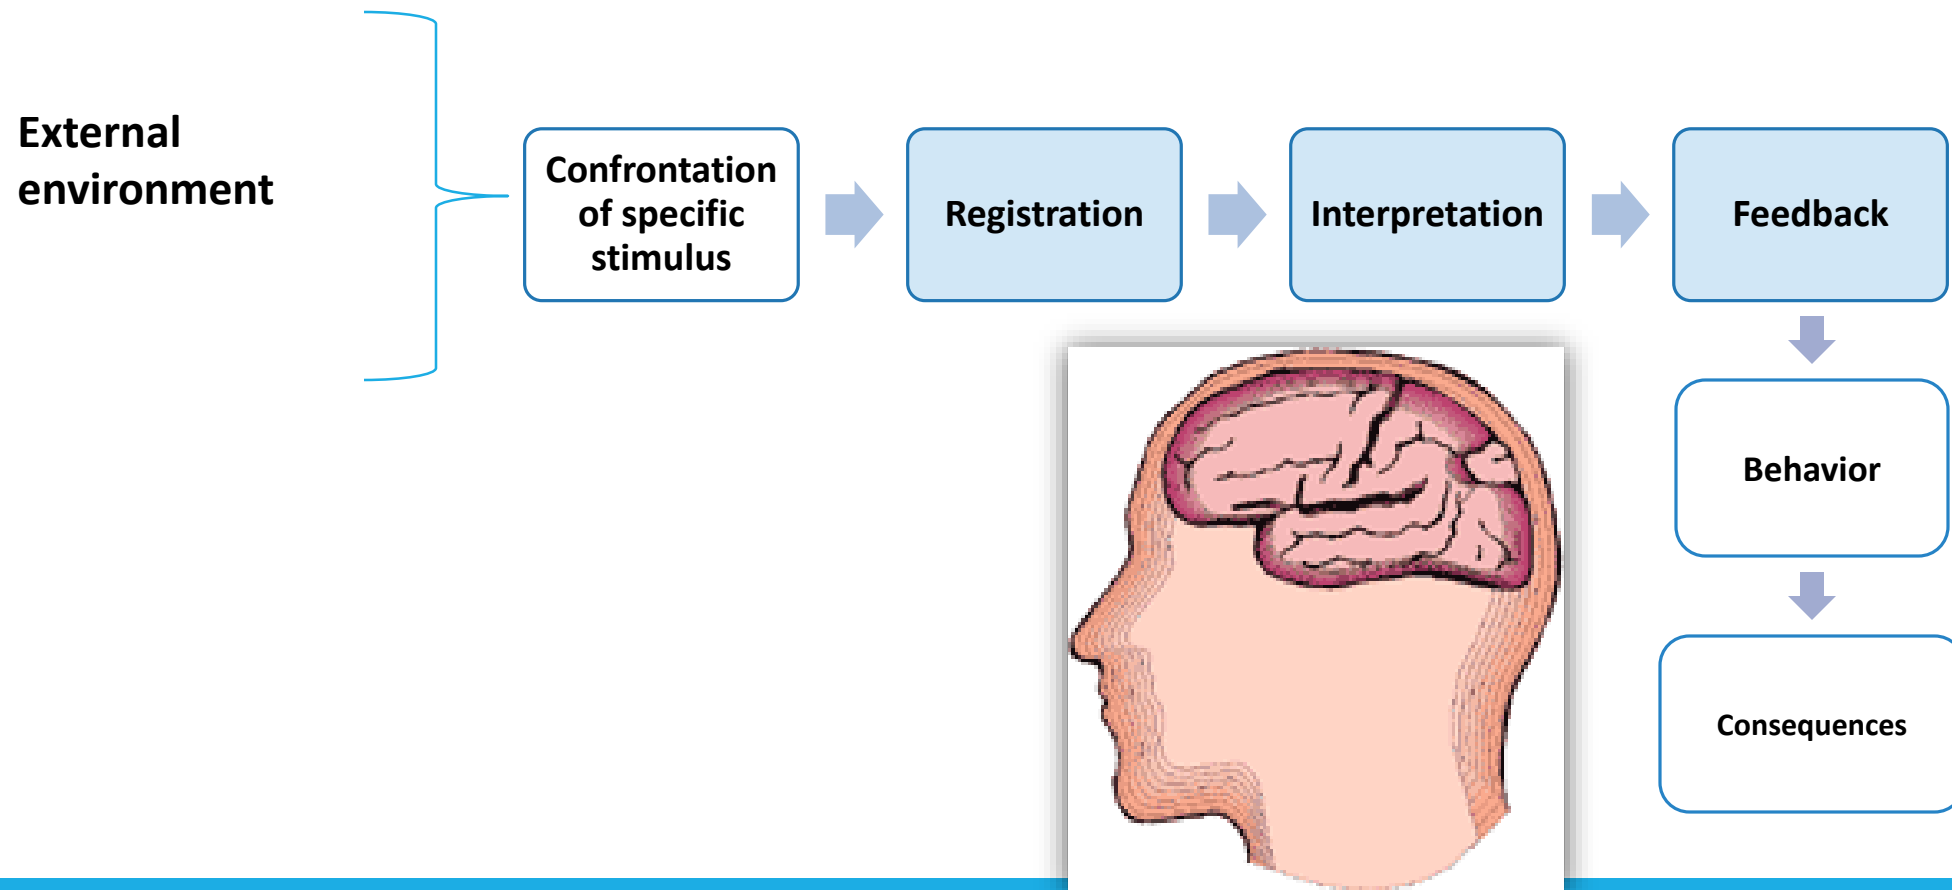 External
environment
Confrontation
of specific
stimulus
Registration
Interpretation
Feedback
Behavior
Consequences